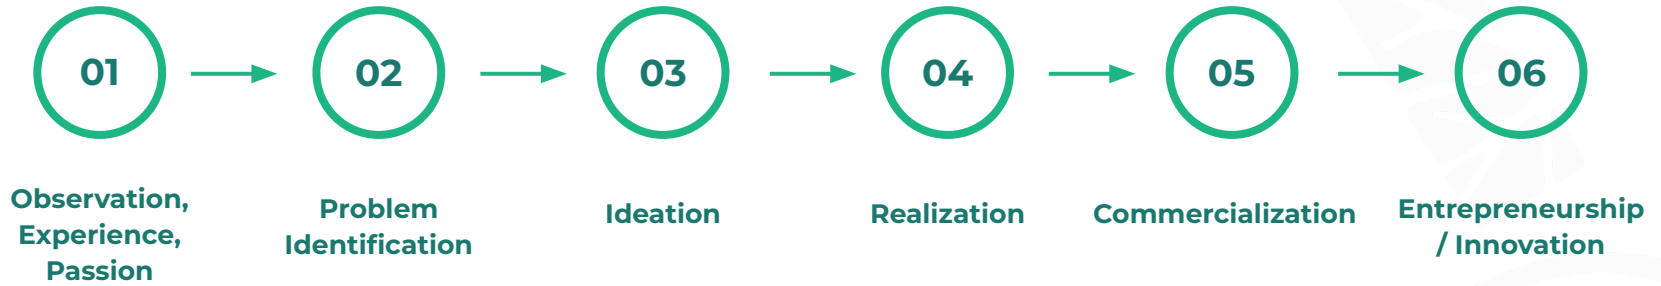 01
02
03
04
05
06
Observation,
Experience,
Passion
Problem
Identification
Ideation
Realization
Commercialization
Entrepreneurship
/ Innovation